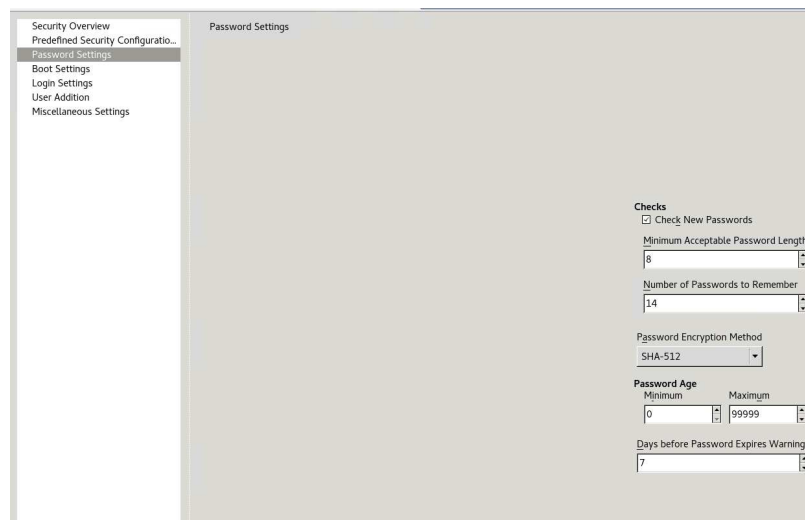 Security Overview
Predefined Security Configuratio...
Password Settings
Boot Settings
Login Settings
User Addition
Miscellaneous Settings
Password Settings
Checks
Check New Passwords
Minimum Acceptable Password Length
8
Number of Passwords to Remember
14
Password Encryption Method
SHA-512
Password Age
Minimum Maximum
0 99999
Days before Password Expires Warning
7